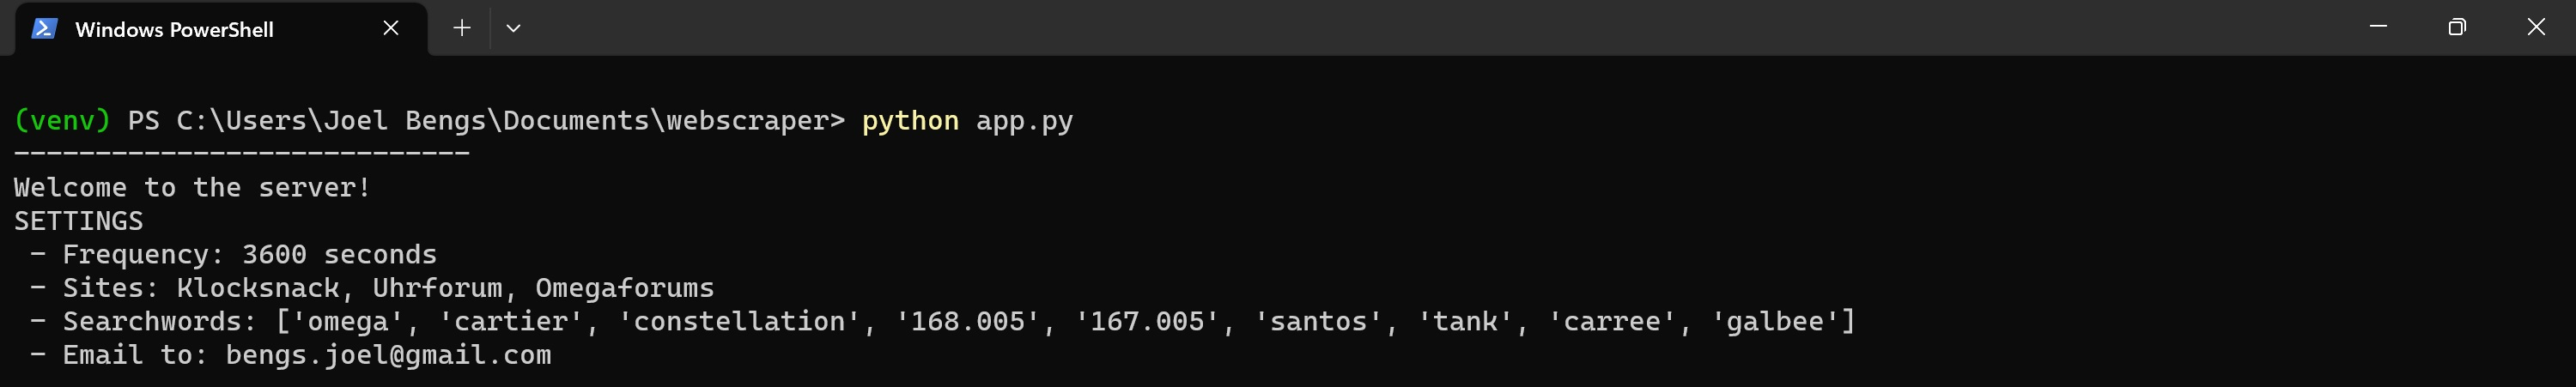 Windows PowerShell
(venv) PS C:\Users\Joel Bengs\Documents\webscraper> python app.py
----------------------------
Welcome to the server!
SETTINGS
 - Frequency: 3600 seconds
 - Sites: Klocksnack, Uhrforum, Omegaforums
 - Searchwords: ['omega', 'cartier', 'constellation', '168.005', '167.005', 'santos', 'tank', 'carree', 'galbee']
 - Email to: bengs.joel@gmail.com